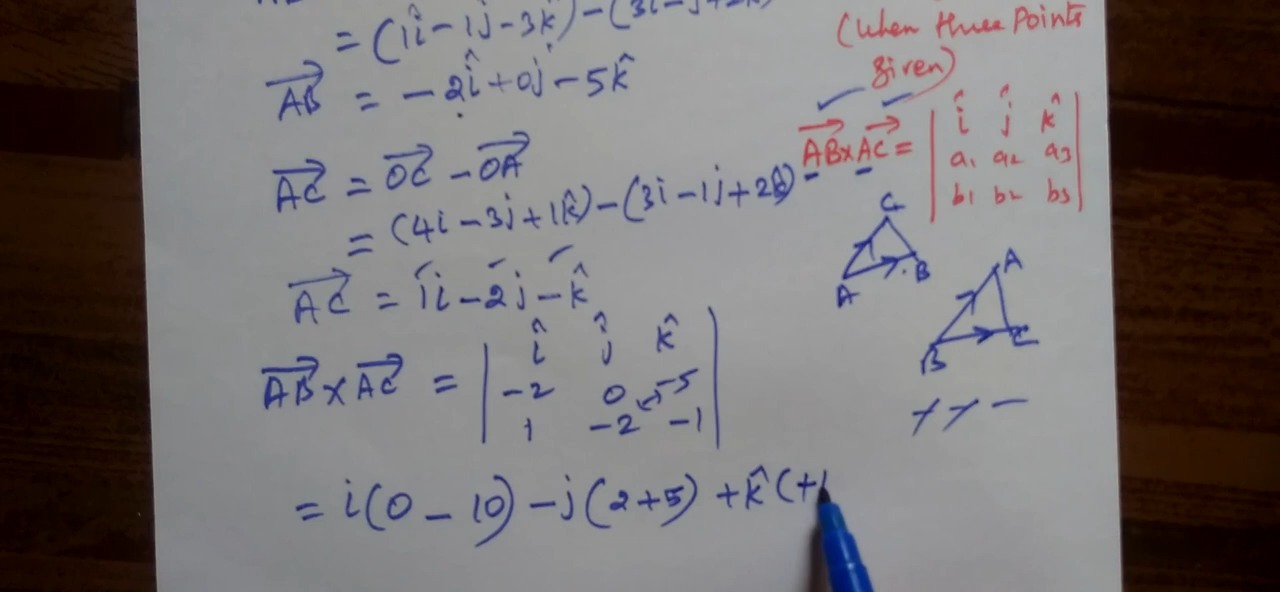 = (1î - 1j - 3k̂) - (3i - j + 2k)
AB = -2î + 0j - 5k̂
AC = OC - OA
= (4i - 3j + 1k̂) - (3i - 1j + 2k̂)
AC = 1i - 2j - k̂
AB × AC = | î ĵ k̂ |
-2 0 -5
1 -2 -1
= i(0 - 10) - j(2+5) + k̂(+
(when three points
given)
AB × AC = | î ĵ k̂ |
a1 a2 a3
b1 b2 b3
C
A B
A
B C